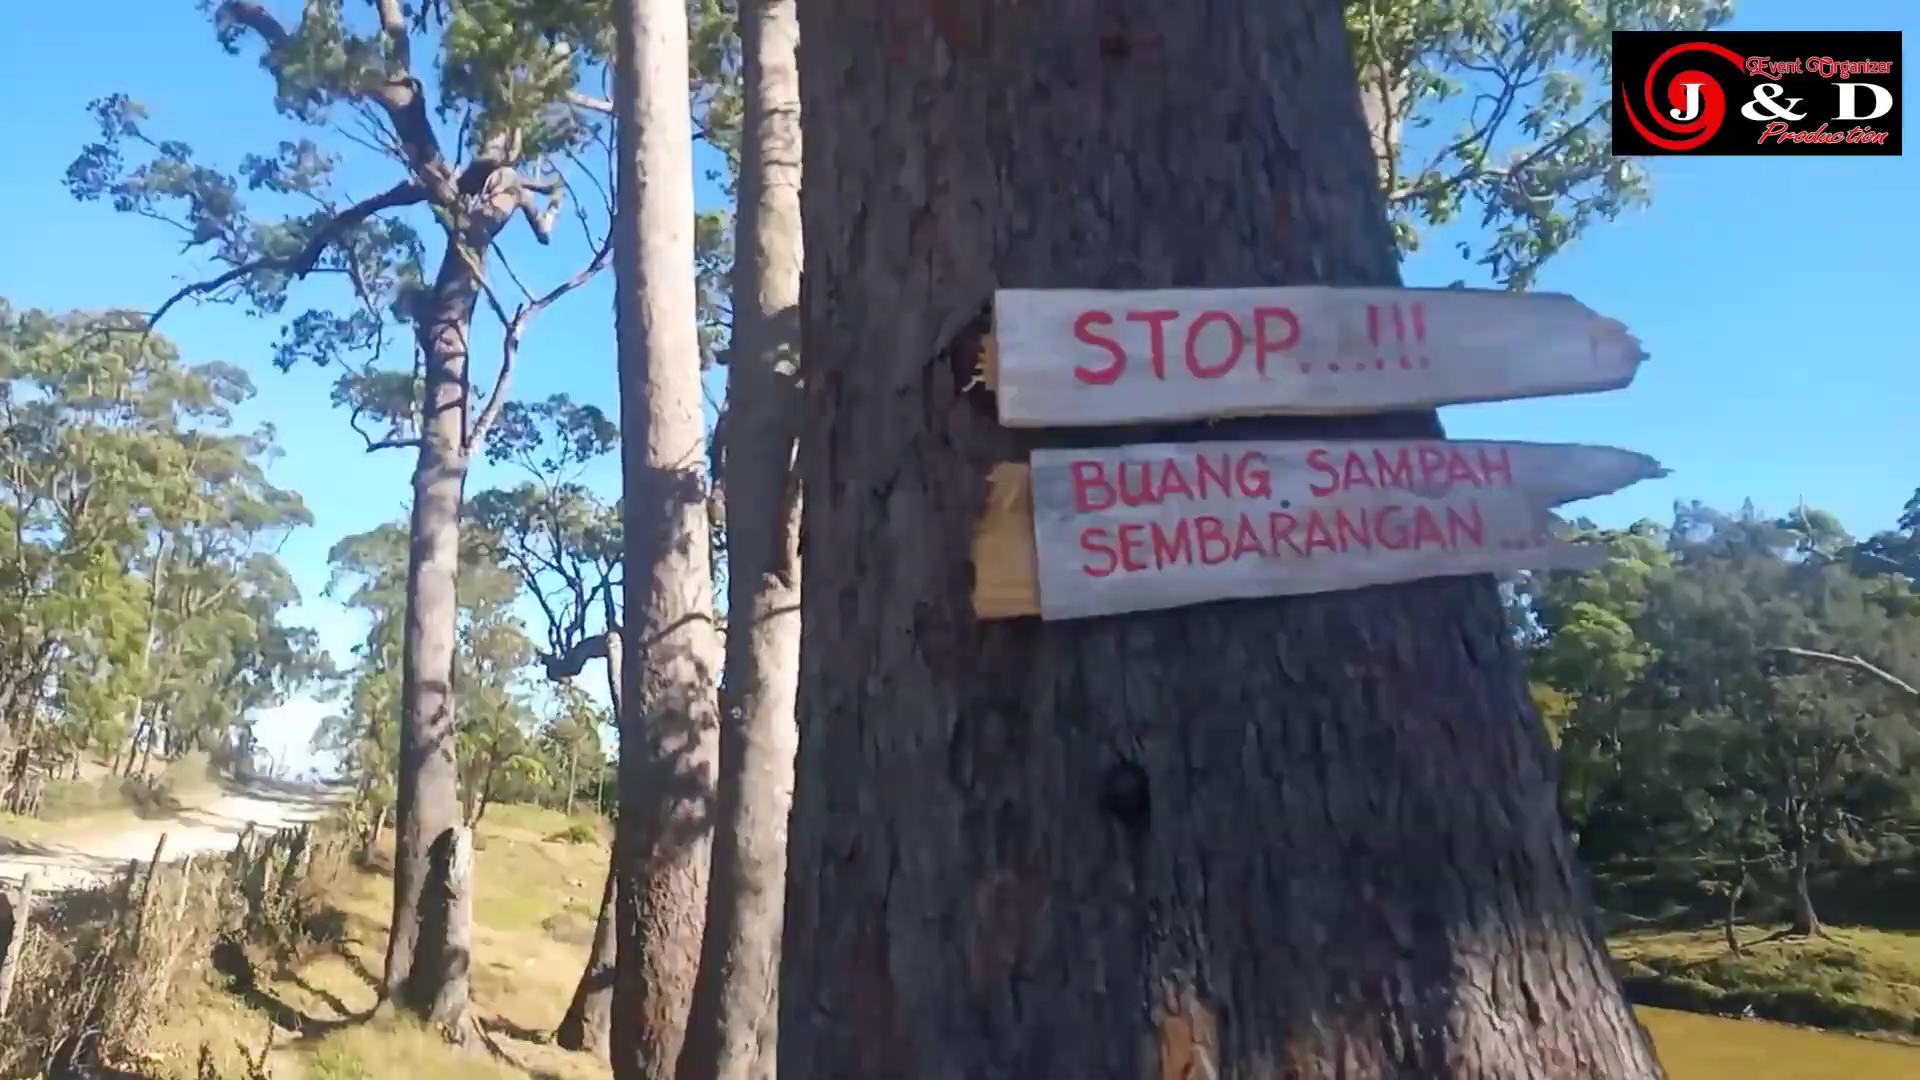 Event Organizer
J & D
Production
STOP.......!!!
BUANG SAMPAH
SEMBARANGAN...